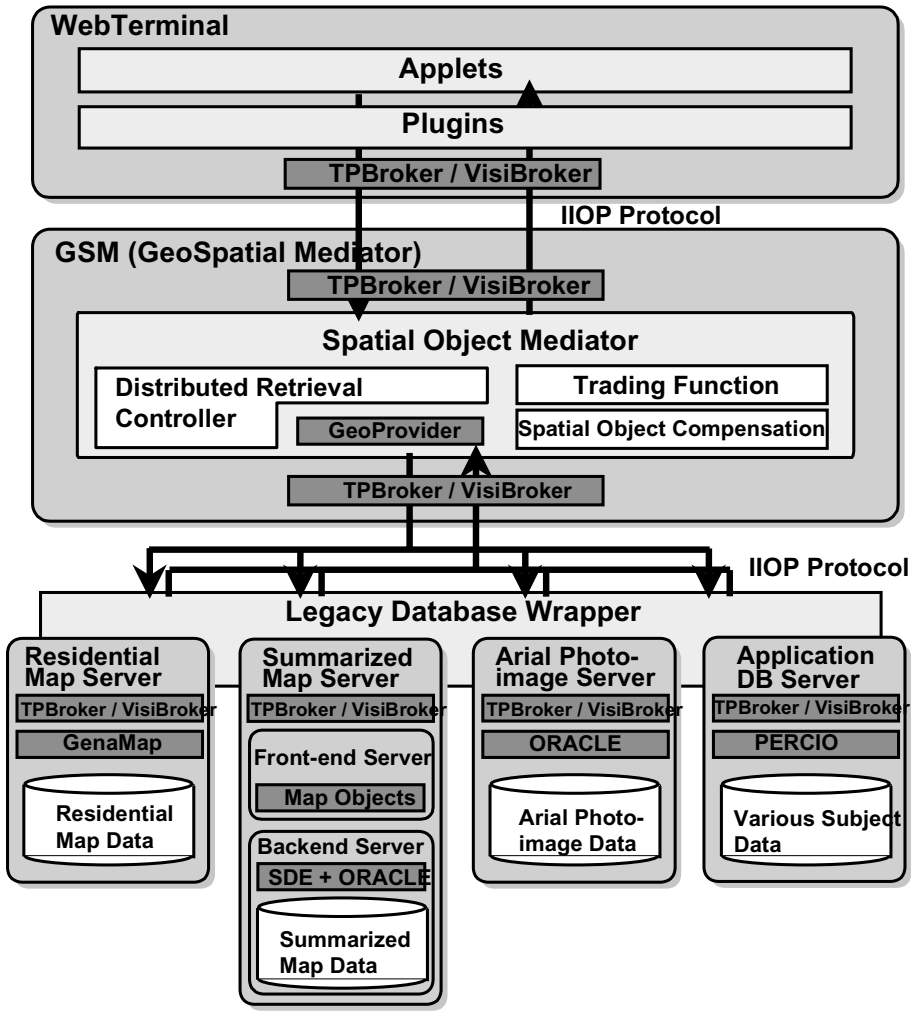 WebTerminal
Applets
Plugins
TPBroker / VisiBroker
IIOP Protocol
GSM (GeoSpatial Mediator)
TPBroker / VisiBroker
Spatial Object Mediator
Distributed Retrieval
Controller
GeoProvider
Trading Function
Spatial Object Compensation
TPBroker / VisiBroker
IIOP Protocol
Legacy Database Wrapper
Residential
Map Server
TPBroker / VisiBroker
GenaMap
Residential
Map Data
Summarized
Map Server
TPBroker / VisiBroker
Front-end Server
Map Objects
Backend Server
SDE + ORACLE
Summarized
Map Data
Arial Photo-
image Server
TPBroker / VisiBroker
ORACLE
Arial Photo-
image Data
Application
DB Server
TPBroker / VisiBroker
PERCIO
Various Subject
Data